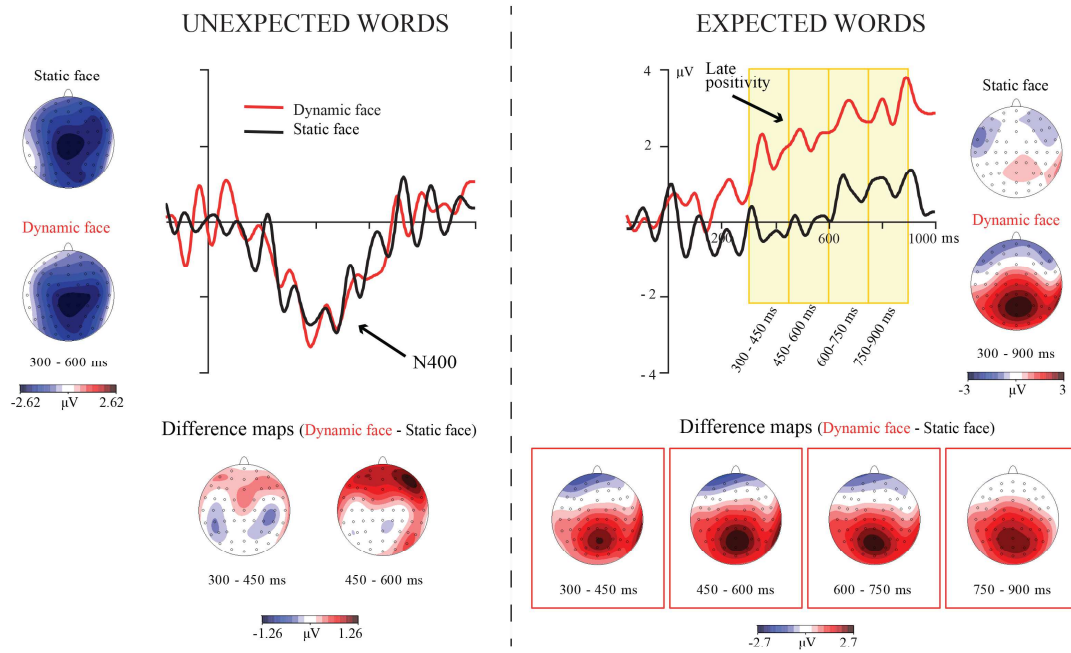 UNEXPECTED WORDS
Static face
Dynamic face
300 - 600 ms
-2.62 μV 2.62
Dynamic face
Static face
N400
Difference maps (Dynamic face - Static face)
300 - 450 ms
450 - 600 ms
-1.26 μV 1.26
EXPECTED WORDS
4
μV
Late
positivity
2
200
600
1000 ms
- 2
- 4
300 - 450 ms
450 - 600 ms
600-750 ms
750-900 ms
Static face
Dynamic face
300 - 900 ms
-3 μV 3
Difference maps (Dynamic face - Static face)
300 - 450 ms
450 - 600 ms
600 - 750 ms
750 - 900 ms
-2.7 μV 2.7